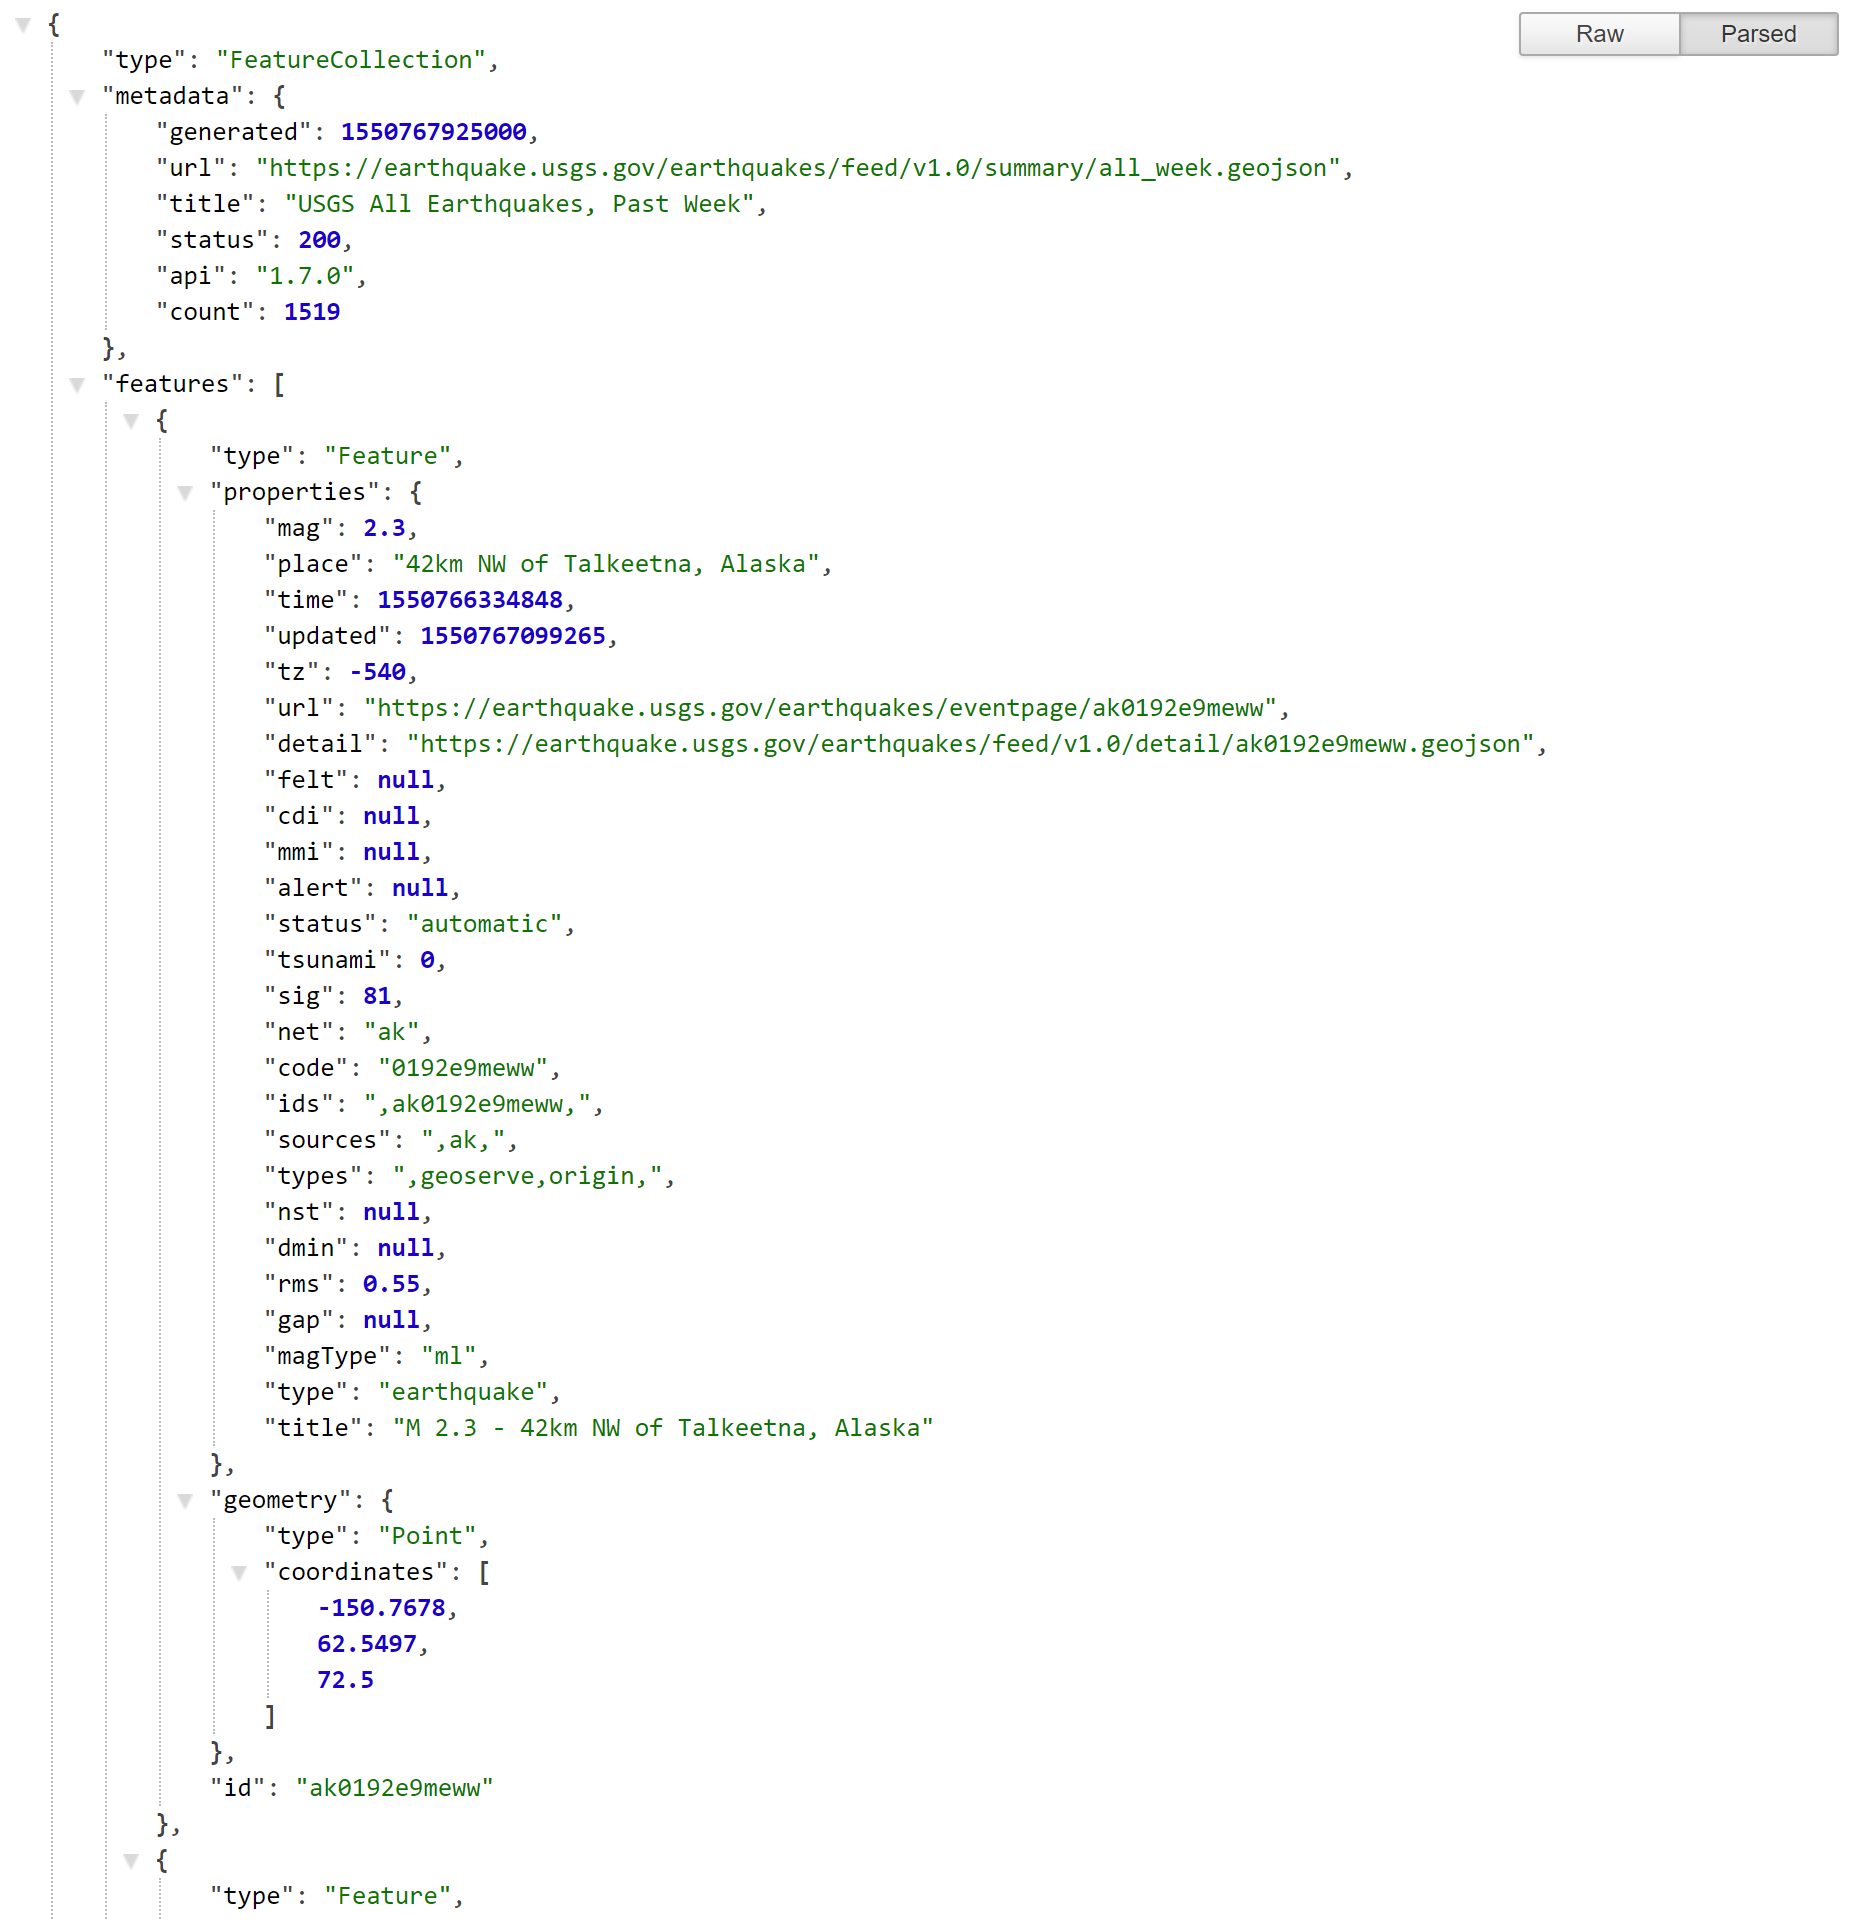 {
Raw Parsed
"type": "FeatureCollection",
"metadata": {
"generated": 1550767925000,
"url": "https://earthquake.usgs.gov/earthquakes/feed/v1.0/summary/all_week.geojson",
"title": "USGS All Earthquakes, Past Week",
"status": 200,
"api": "1.7.0",
"count": 1519
},
"features": [
{
"type": "Feature",
"properties": {
"mag": 2.3,
"place": "42km NW of Talkeetna, Alaska",
"time": 1550766334848,
"updated": 1550767099265,
"tz": -540,
"url": "https://earthquake.usgs.gov/earthquakes/eventpage/ak0192e9meww",
"detail": "https://earthquake.usgs.gov/earthquakes/feed/v1.0/detail/ak0192e9meww.geojson",
"felt": null,
"cdi": null,
"mmi": null,
"alert": null,
"status": "automatic",
"tsunami": 0,
"sig": 81,
"net": "ak",
"code": "0192e9meww",
"ids": ",ak0192e9meww,",
"sources": ",ak,",
"types": ",geoserve,origin,",
"nst": null,
"dmin": null,
"rms": 0.55,
"gap": null,
"magType": "ml",
"type": "earthquake",
"title": "M 2.3 - 42km NW of Talkeetna, Alaska"
},
"geometry": {
"type": "Point",
"coordinates": [
-150.7678,
62.5497,
72.5
]
},
"id": "ak0192e9meww"
},
{
"type": "Feature",